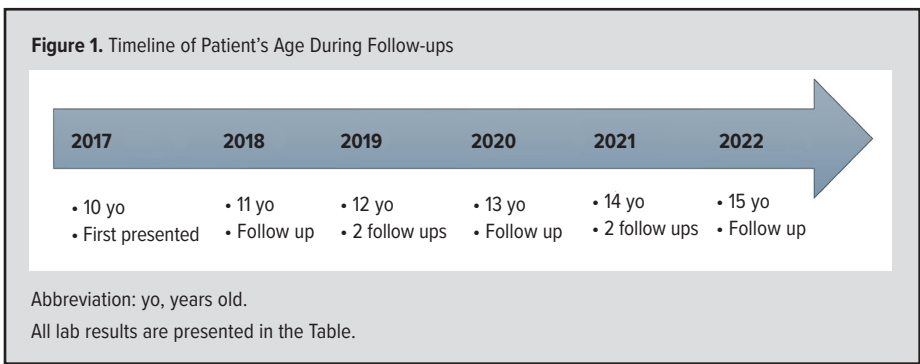 Figure 1. Timeline of Patient's Age During Follow-ups
2017 2018 2019 2020 2021 2022
• 10 yo • 11 yo • 12 yo • 13 yo • 14 yo • 15 yo
• First presented • Follow up • 2 follow ups • Follow up • 2 follow ups • Follow up
Abbreviation: yo, years old.
All lab results are presented in the Table.